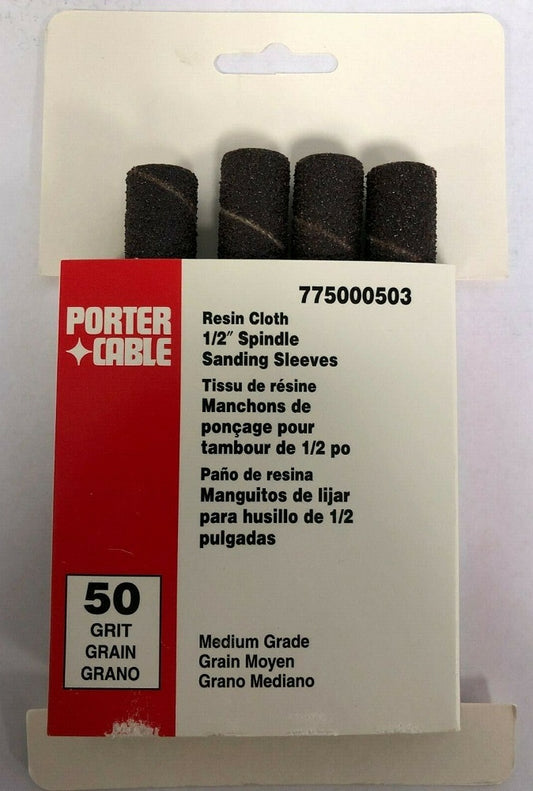 775000503
PORTER
CABLE
Resin Cloth
1/2″ Spindle
Sanding Sleeves
Tissu de résine
Manchons de
ponçage pour
tambour de 1/2 po
Paño de resina
Manguitos de lijar
para husillo de 1/2
pulgadas
50
GRIT
GRAIN
GRANO
Medium Grade
Grain Moyen
Grano Mediano